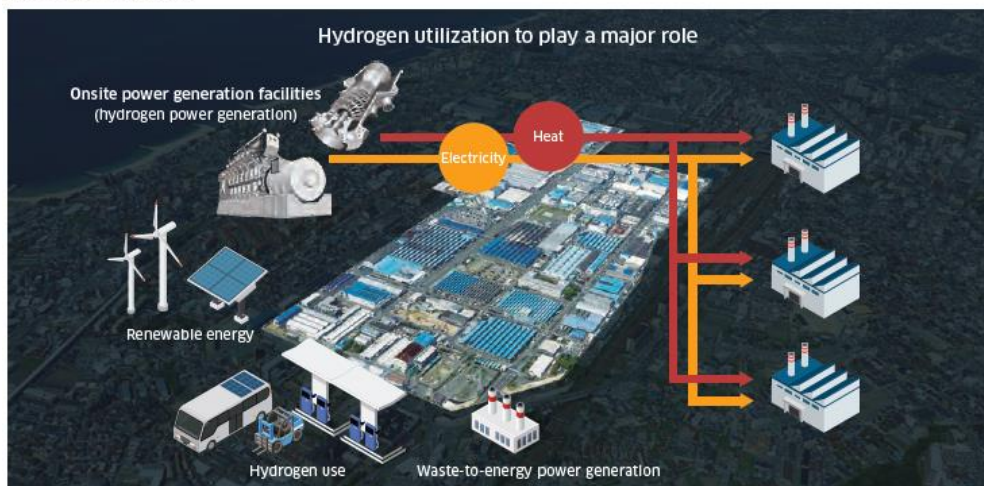 Hydrogen utilization to play a major role
Onsite power generation facilities
(hydrogen power generation)
Heat
Electricity
Renewable energy
Hydrogen use
Waste-to-energy power generation